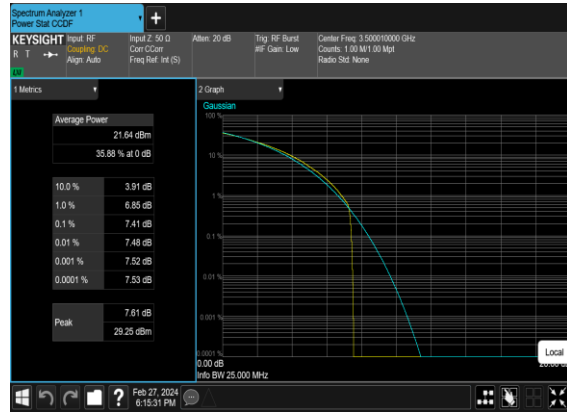 Spectrum Analyzer 1
Power Stat CCDF
+
KEYSIGHT
R T
LXI
Input: RF
Coupling: DC
Align: Auto
Input Z: 50 Ω
Corr CCorr
Freq Ref: Int (S)
Atten: 20 dB
Trig: RF Burst
#IF Gain: Low
Center Freq: 3.500010000 GHz
Counts: 1.00 M/1.00 Mpt
Radio Std: None
1 Metrics
Average Power
21.64 dBm
35.88 % at 0 dB
10.0 % 3.91 dB
1.0 % 6.85 dB
0.1 % 7.41 dB
0.01 % 7.48 dB
0.001 % 7.52 dB
0.0001 % 7.53 dB
Peak
7.61 dB
29.25 dBm
2 Graph
Gaussian
100 %
10 %
1 %
0.1 %
0.01 %
0.001 %
0.0001 %
0.00 dB
Info BW 25.000 MHz
Local
?
Feb 27, 2024
6:15:31 PM